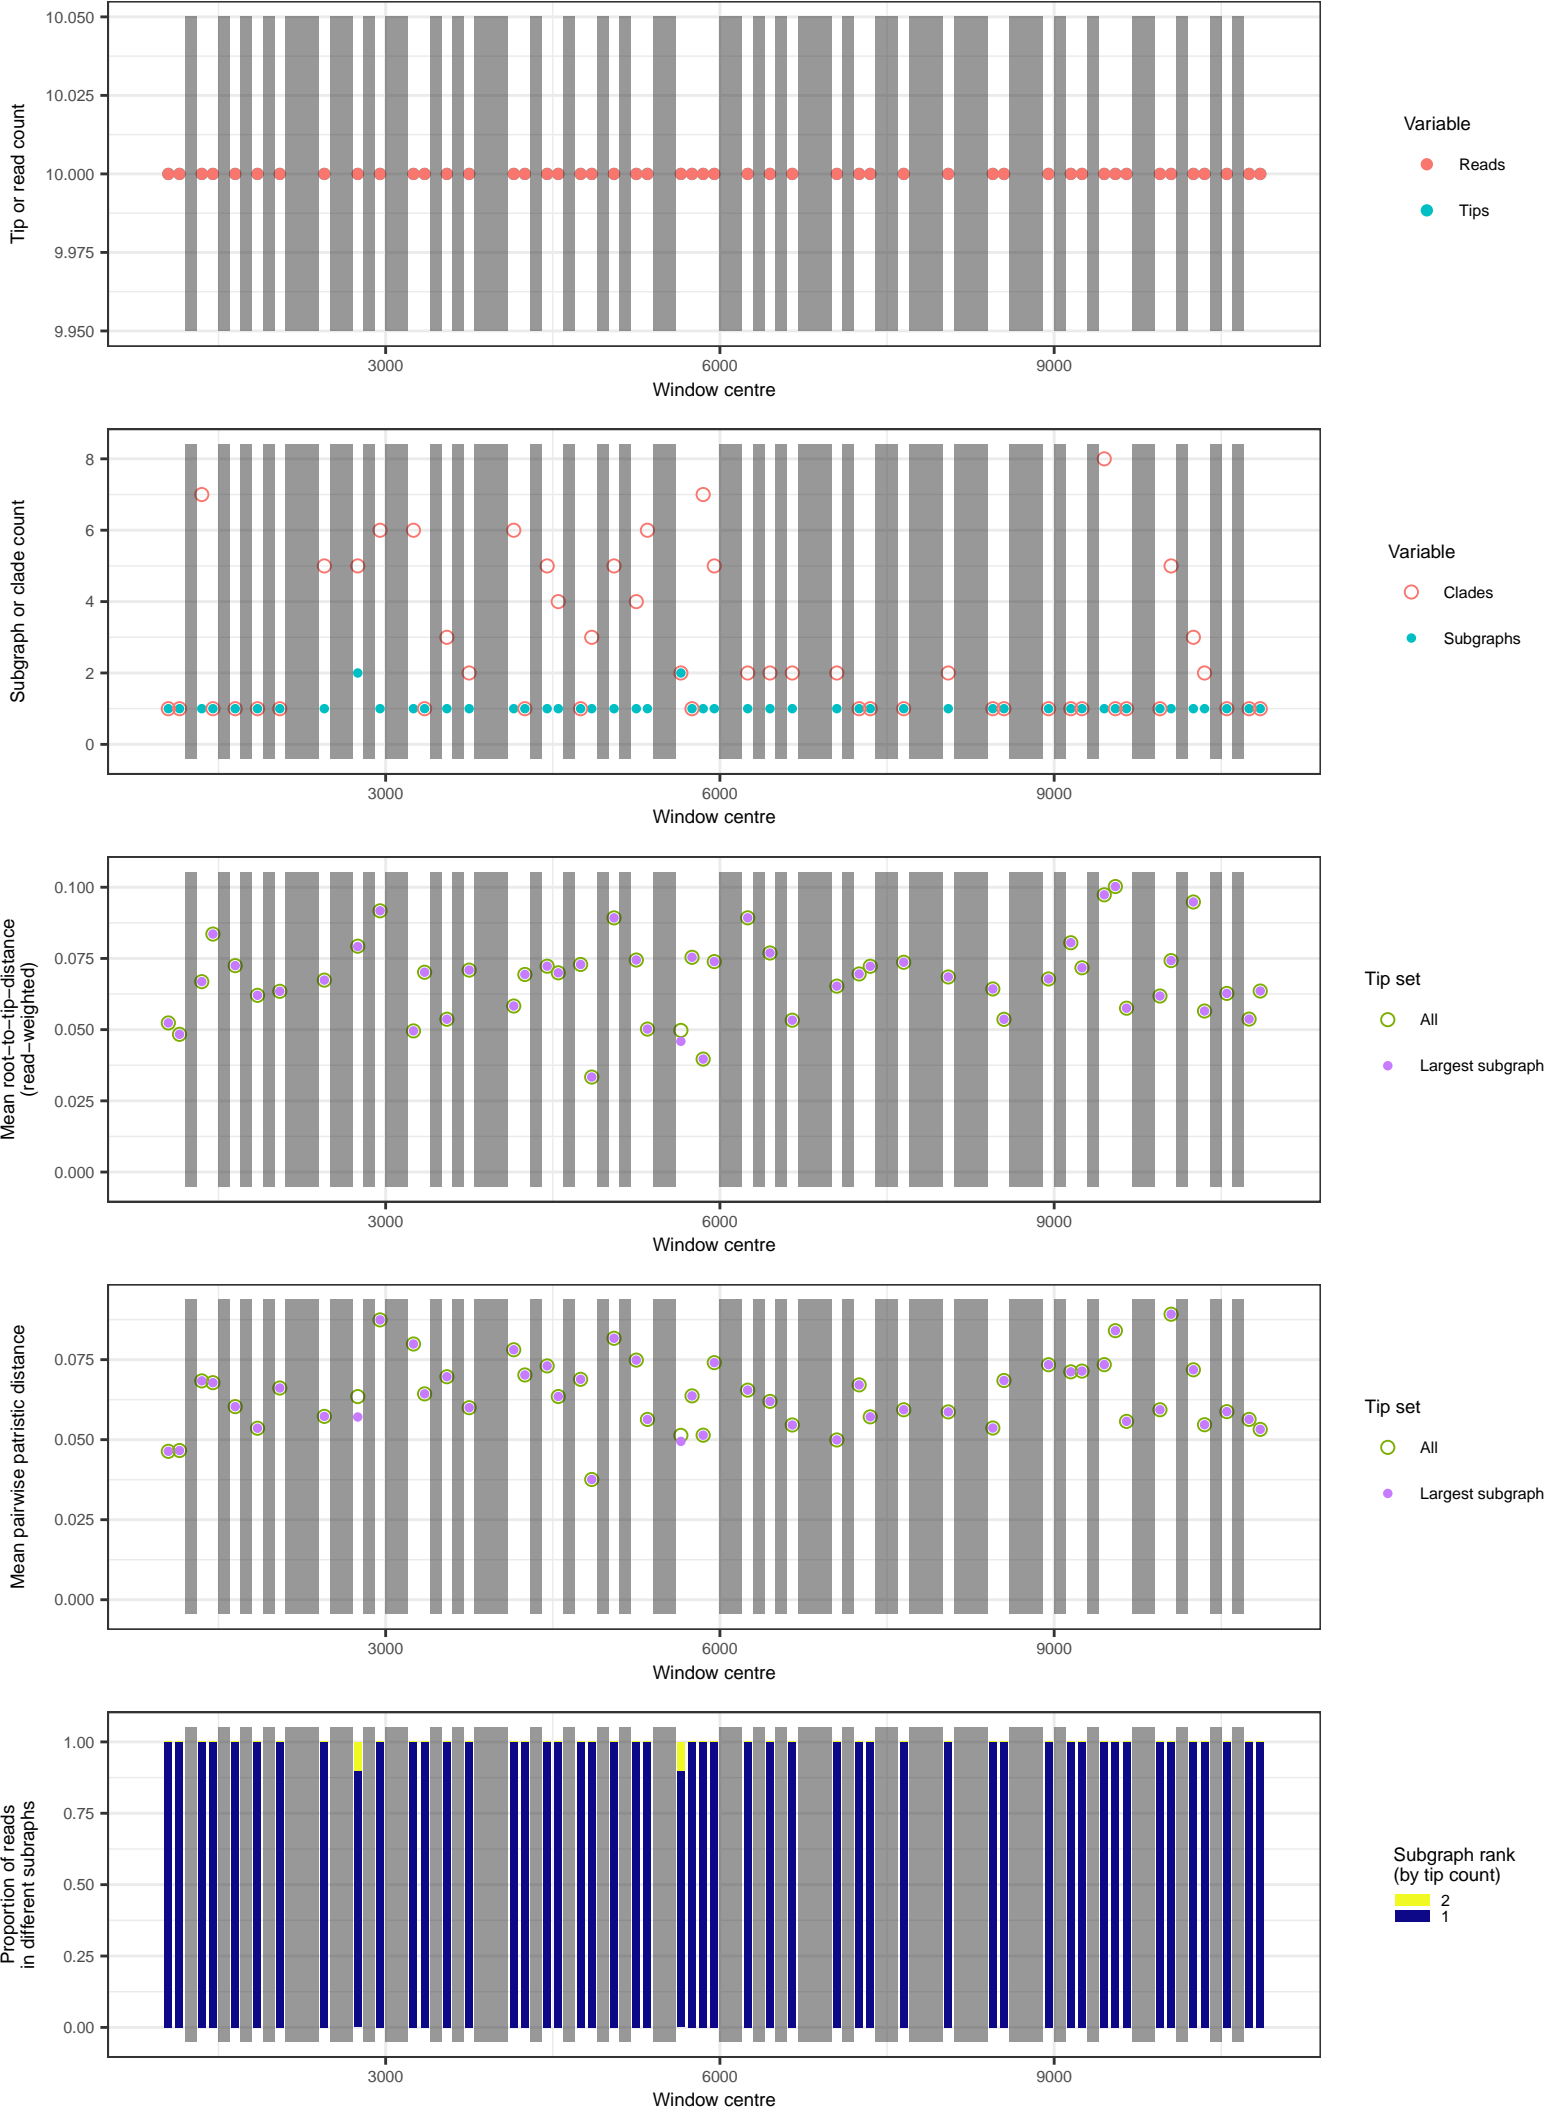 10.050
10.025
10.000
9.975
9.950
Tip or read count
3000
6000
9000
Window centre
Variable
Reads
Tips
8
6
4
2
0
Subgraph or clade count
3000
6000
9000
Window centre
Variable
Clades
Subgraphs
0.100
0.075
0.050
0.025
0.000
Mean root−to−tip−distance
(read−weighted)
3000
6000
9000
Window centre
Tip set
All
Largest subgraph
0.075
0.050
0.025
0.000
Mean pairwise patristic distance
3000
6000
9000
Window centre
Tip set
All
Largest subgraph
1.00
0.75
0.50
0.25
0.00
Proportion of reads
in different subraphs
3000
6000
9000
Window centre
Subgraph rank
(by tip count)
2
1